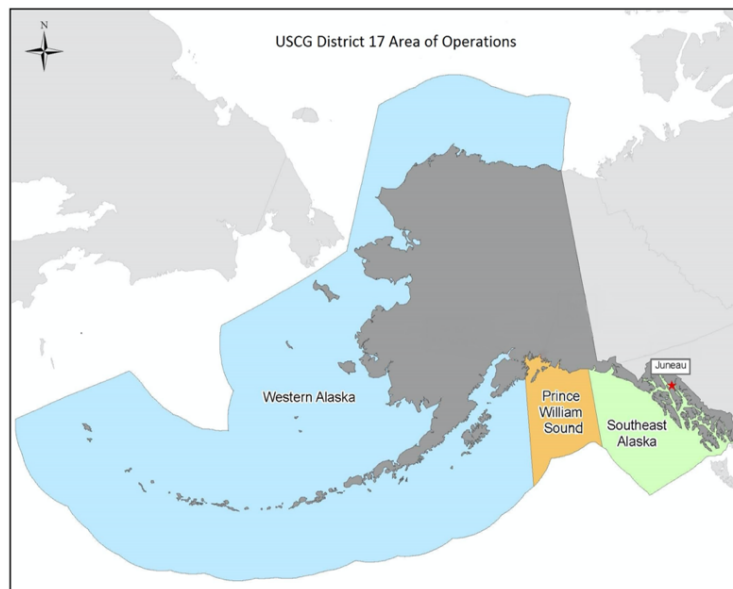 N
USCG District 17 Area of Operations
Juneau
Western Alaska
Prince
William
Sound
Southeast
Alaska